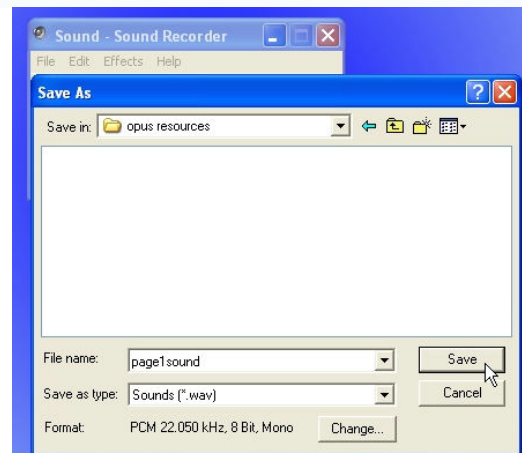 Sound - Sound Recorder
File Edit Effects Help
Save As
Save in: opus resources
File name: page1sound
Save
Save as type: Sounds (*.wav)
Cancel
Format: PCM 22.050 kHz, 8 Bit, Mono
Change...